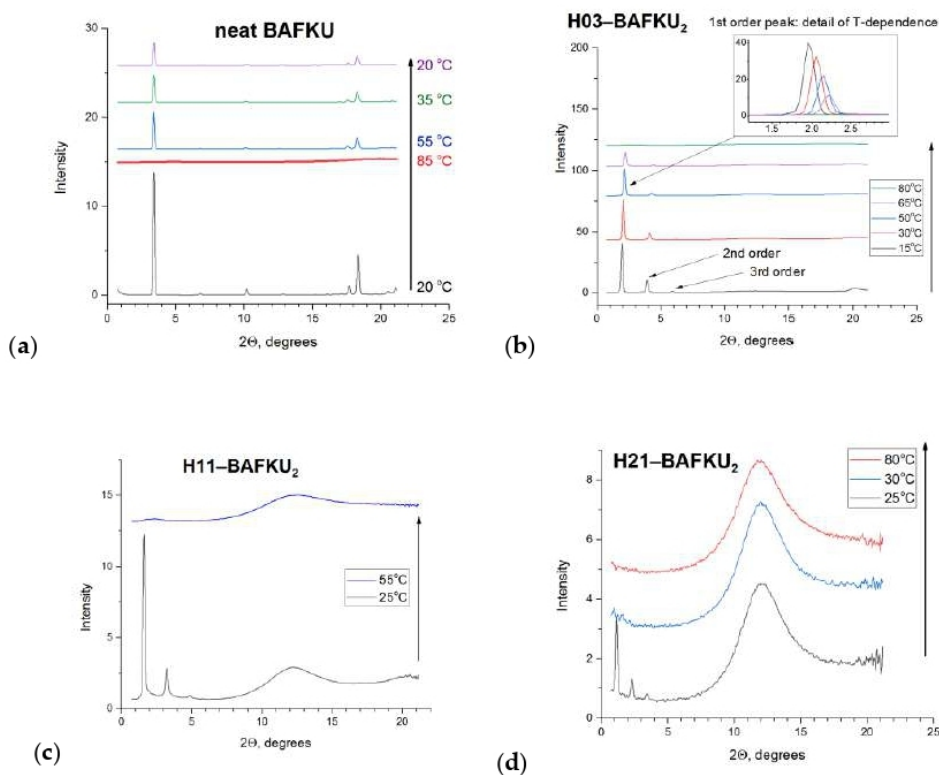 neat BAFKU
30
25
20
15
10
5
0
Intensity
20 °C
35 °C
55 °C
85 °C
20 °C
0 5 10 15 20
2Θ, degrees
(a)
H03–BAFKU₂
1st order peak: detail of T-dependence
200
150
100
50
0
Intensity
40
20
0
1.5 2.0 2.5
80°C
65°C
50°C
30°C
15°C
2nd order
3rd order
0 5 10 15 20
2Θ, degrees
(b)
H11–BAFKU₂
15
10
5
0
Intensity
55°C
25°C
0 5 10 15 20
2Θ, degrees
(c)
H21–BAFKU₂
8
6
4
2
0
Intensity
80°C
30°C
25°C
0 5 10 15 20
2Θ, degrees
(d)